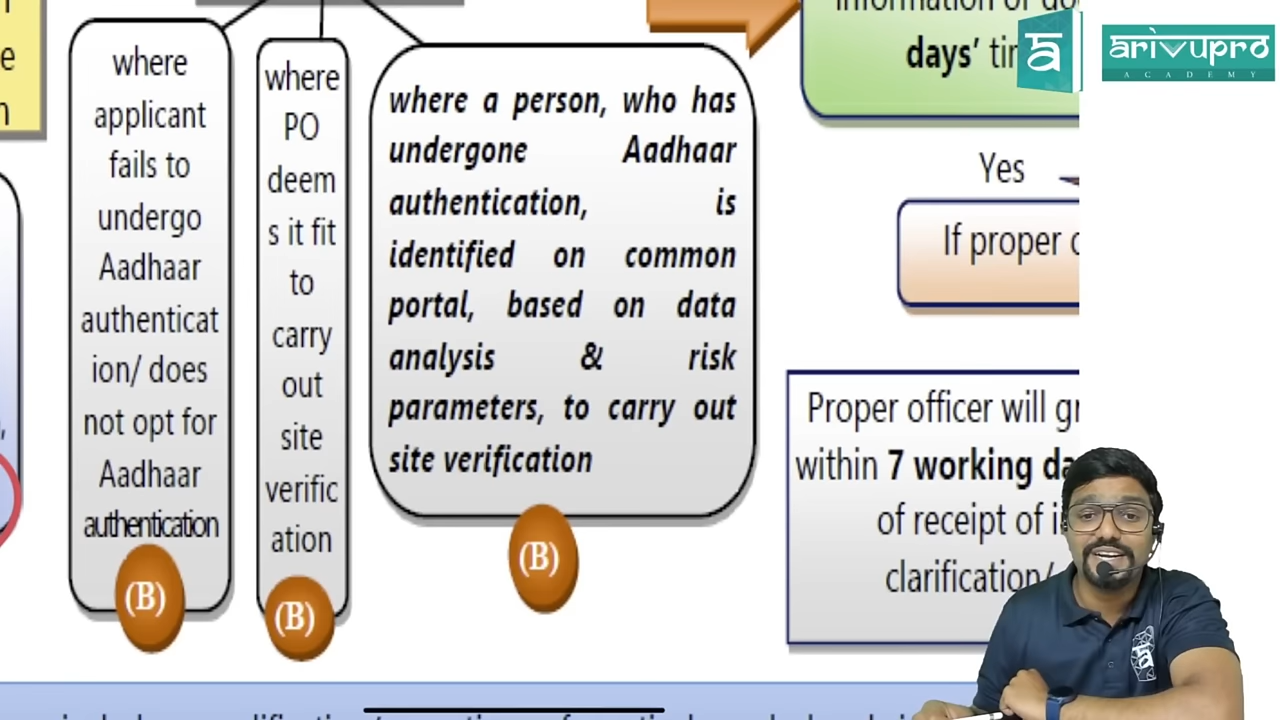 where
applicant
fails to
undergo
Aadhaar
authenticat
ion/ does
not opt for
Aadhaar
authentication
(B)
where
PO
deem
s it fit
to
carry
out
site
verific
ation
(B)
where a person, who has
undergone Aadhaar
authentication, is
identified on common
portal, based on data
analysis & risk
parameters, to carry out
site verification
(B)
days' 
Yes
If proper
Proper officer will
within 7 working
of receipt of
clarification/
arivupro
ACADEMY